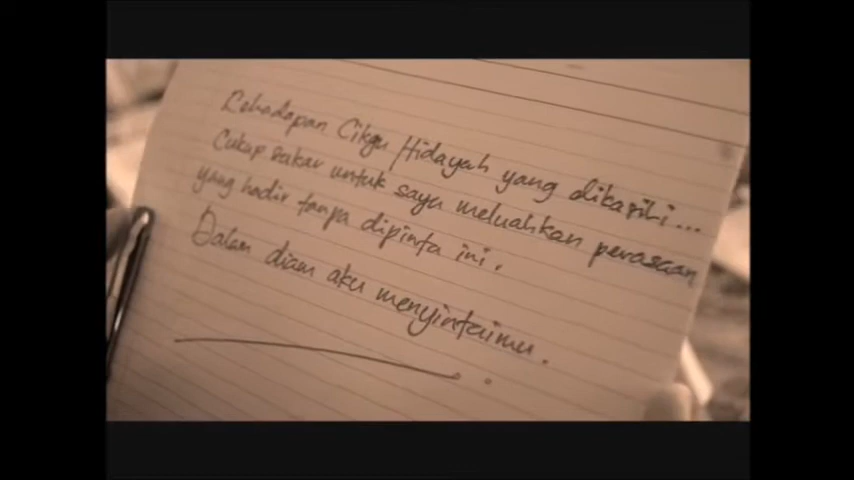 Kehadapan Cikgu Hidayah yang dikasihi...
Cukup sukar untuk saya meluahkan perasaan
yang hadir tanpa dipinta ini.
Dalam diam aku menyintaimu.